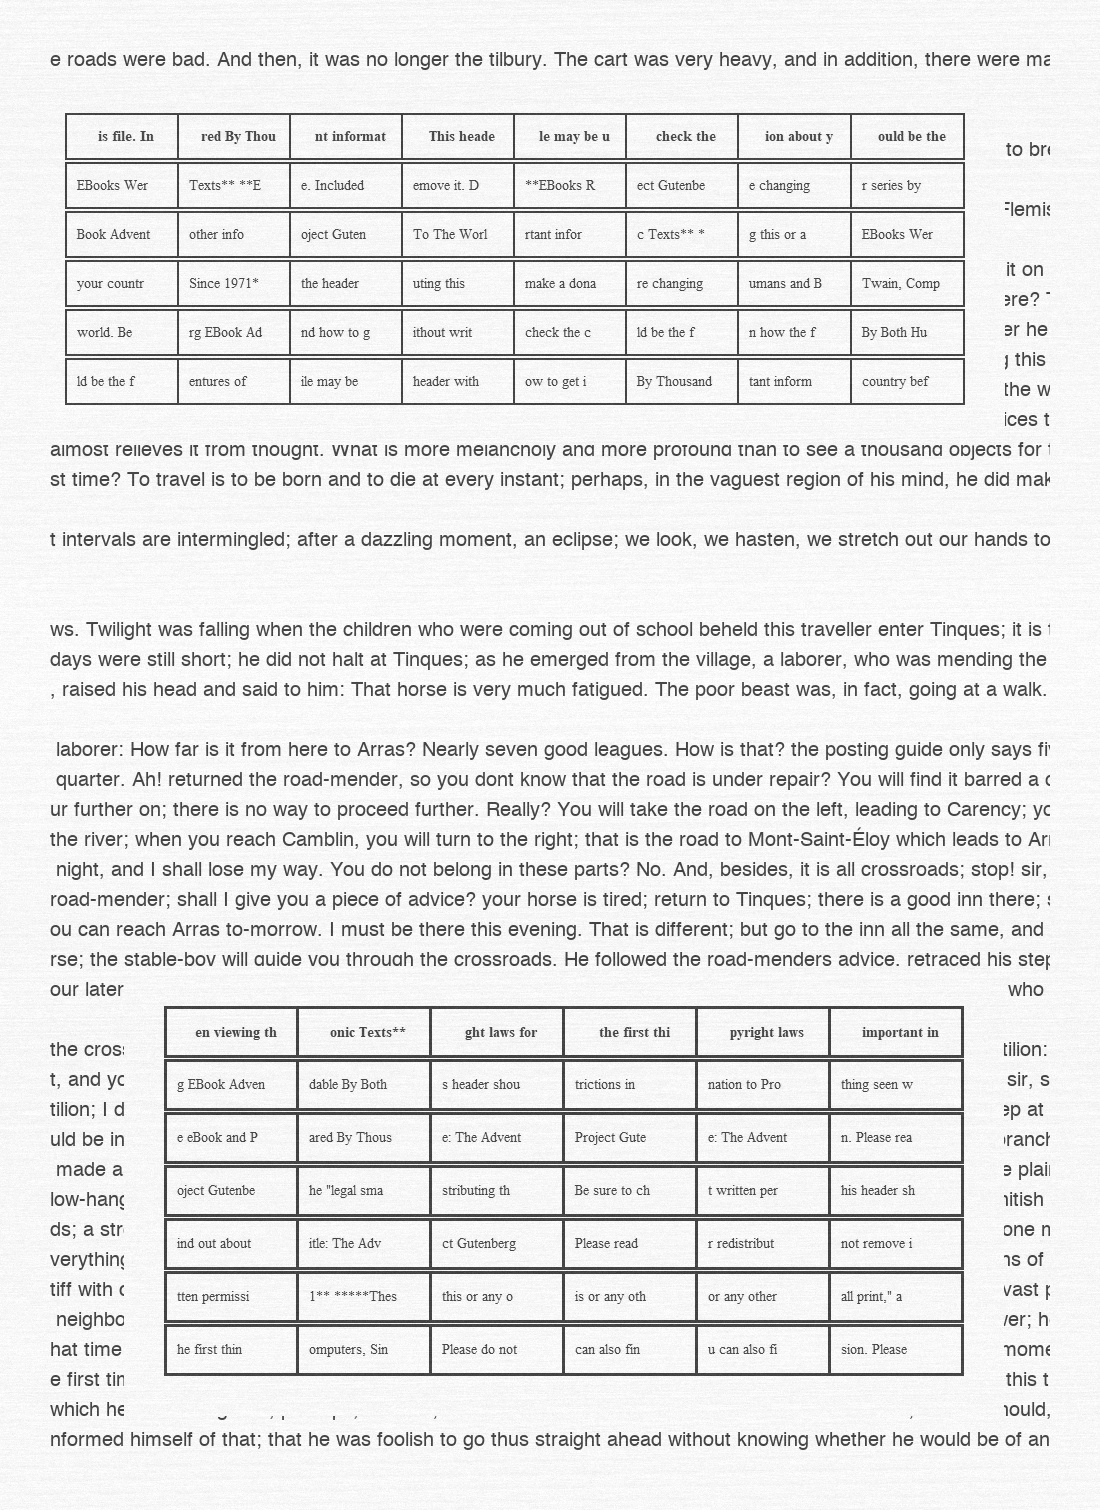 e roads were bad. And then, it was no longer the tilbury. The cart was very heavy, and in addition, there were ma
is file. In red By Thou nt informat This heade le may be u check the ion about y ould be the
to bre
EBooks Wer Texts** **E e. Included emove it. D **EBooks R ect Gutenbe e changing r series by
Flemis
Book Advent other info oject Guten To The Worl rtant infor c Texts** * g this or a EBooks Wer
it on
your countr Since 1971* the header uting this make a dona re changing umans and B Twain, Comp
ere?
world. Be rg EBook Ad nd how to g ithout writ check the c ld be the f n how the f By Both Hu
er he
this
ld be the f entures of ile may be header with ow to get i By Thousand tant inform country bef
the w
ices t
almost relieves it from thought. What is more melancholy and more profound than to see a thousand objects for
st time? To travel is to be born and to die at every instant; perhaps, in the vaguest region of his mind, he did mak
t intervals are intermingled; after a dazzling moment, an eclipse; we look, we hasten, we stretch out our hands to
ws. Twilight was falling when the children who were coming out of school beheld this traveller enter Tinques; it is
days were still short; he did not halt at Tinques; as he emerged from the village, a laborer, who was mending the
, raised his head and said to him: That horse is very much fatigued. The poor beast was, in fact, going at a walk.
laborer: How far is it from here to Arras? Nearly seven good leagues. How is that? the posting guide only says fiv
quarter. Ah! returned the road-mender, so you dont know that the road is under repair? You will find it barred a
ur further on; there is no way to proceed further. Really? You will take the road on the left, leading to Carency; yo
the river; when you reach Camblin, you will turn to the right; that is the road to Mont-Saint-Éloy which leads to Arr
night, and I shall lose my way. You do not belong in these parts? No. And, besides, it is all crossroads; stop! sir,
road-mender; shall I give you a piece of advice? your horse is tired; return to Tinques; there is a good inn there;
ou can reach Arras to-morrow. I must be there this evening. That is different; but go to the inn all the same, and
rse; the stable-boy will guide you through the crossroads. He followed the road-menders advice, retraced his step
our later who
en viewing th onic Texts** ght laws for the first thi pyright laws important in
the cros tilion:
t, and yo sir, s
g EBook Adven dable By Both s header shou trictions in nation to Pro thing seen w
tilion; I d ep at
uld be in ranch
e eBook and P ared By Thous e: The Advent Project Gute e: The Advent n. Please rea
made a e plain
oject Gutenbe he "legal sma stributing th Be sure to ch t written per his header sh
low-hang itish
ds; a str one m
ind out about itle: The Adv ct Gutenberg Please read r redistribut not remove i
verything ns of
tiff with vast p
tten permissi 1** *****Thes this or any o is or any oth or any other all print," a
neighbo ver; h
hat time mome
he first thin omputers, Sin Please do not can also fin u can also fi sion. Please
e first tim this t
which he hould,
nformed himself of that; that he was foolish to go thus straight ahead without knowing whether he would be of an